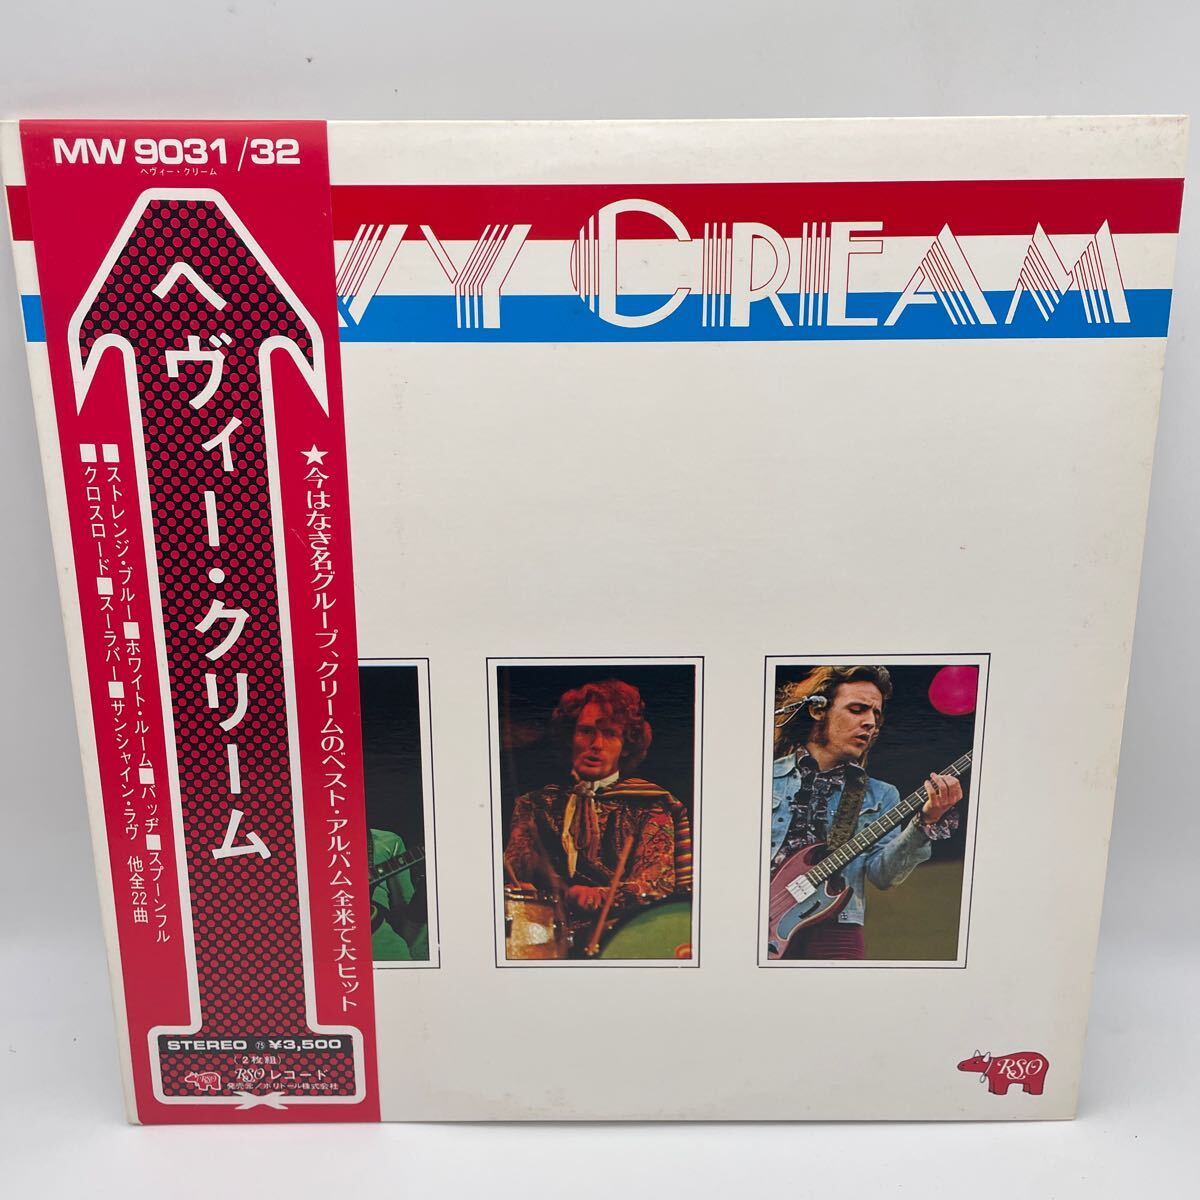 MW 9031/32
ヘヴィー・クリーム
ヘヴィー・クリーム
★今はなき名グループ、クリームのベスト・アルバム全米で大ヒット
■ストレンジ・ブルー■ホワイト・ルーム■バッヂ■スプーンフル
■クロスロード■スーラバー■サンシャイン・ラヴ 他全22曲
STEREO 75 ¥3,500
(2枚組)
RSO RSOレコード
発売元/ポリドール株式会社
VY CREAM
RSO